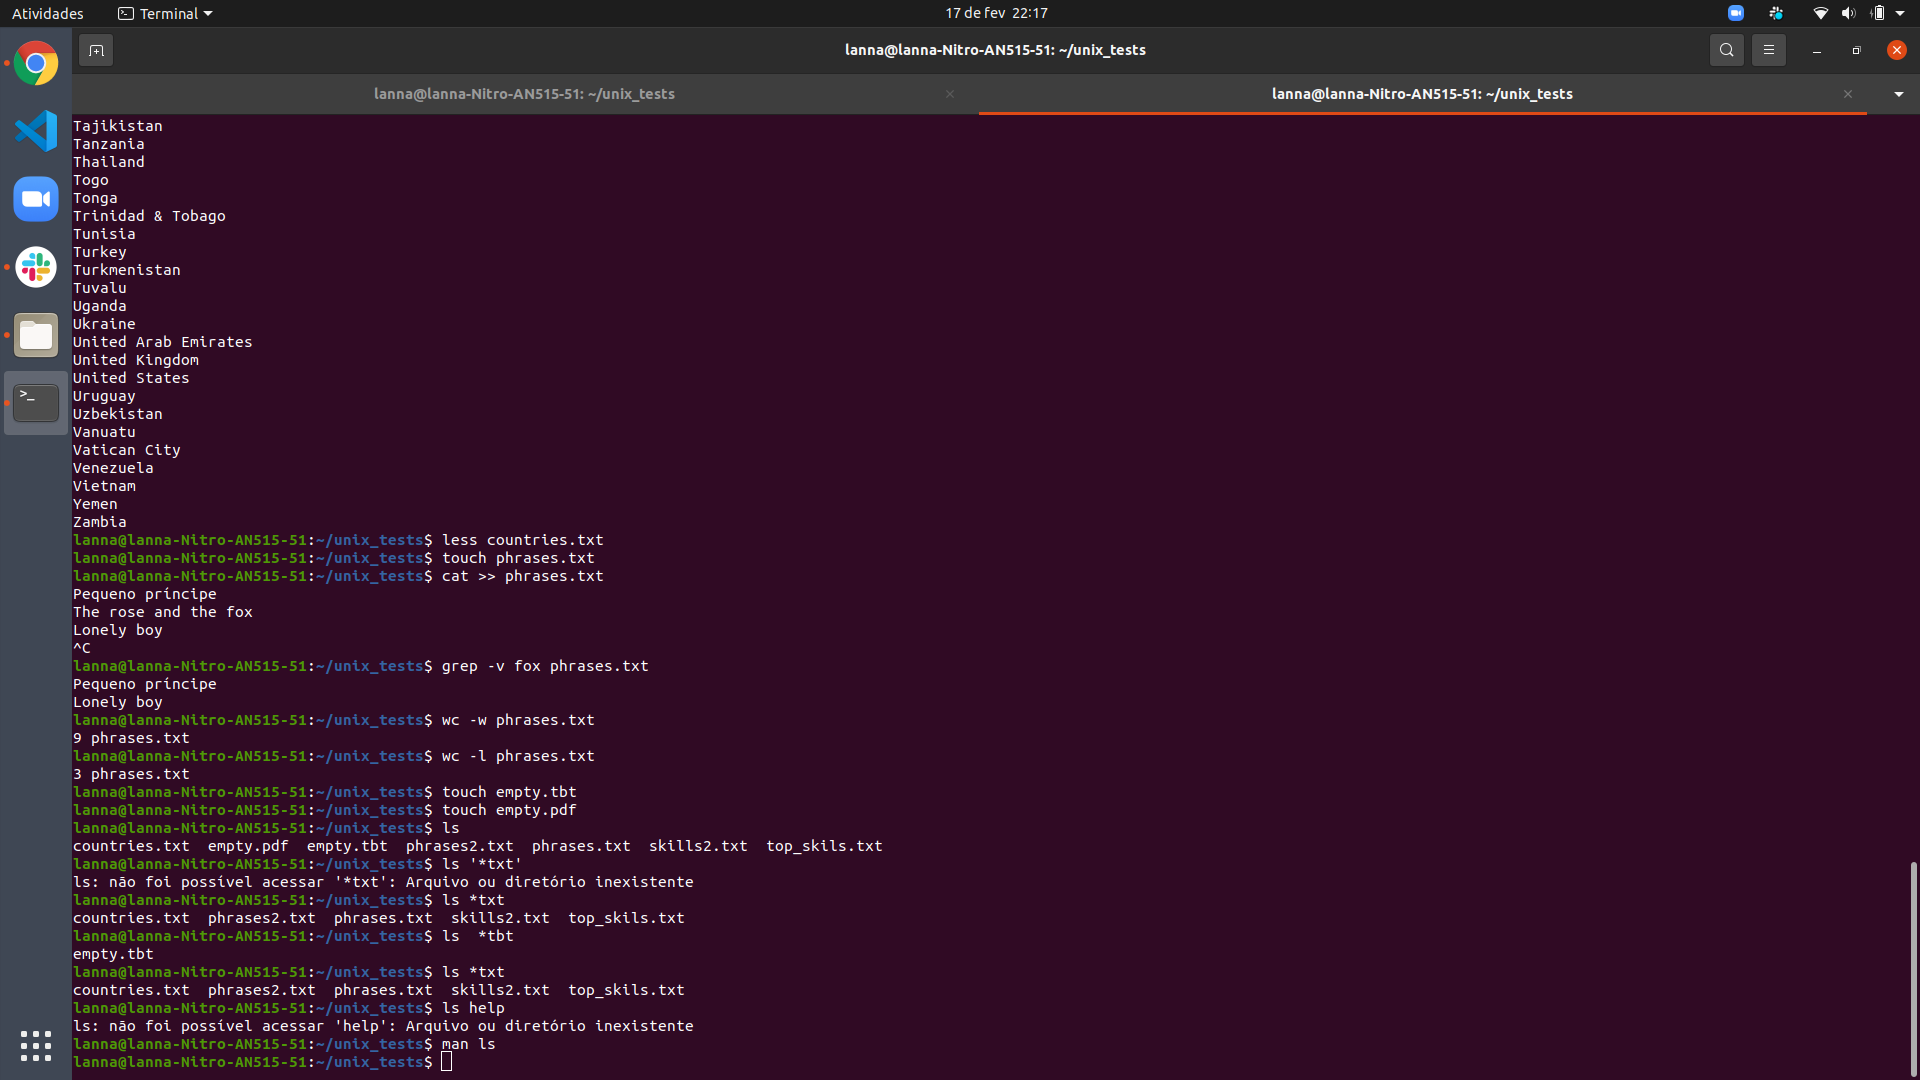 Atividades Terminal 17 de fev 22:17
lanna@lanna-Nitro-AN515-51: ~/unix_tests
lanna@lanna-Nitro-AN515-51: ~/unix_tests lanna@lanna-Nitro-AN515-51: ~/unix_tests
Tajikistan
Tanzania
Thailand
Togo
Tonga
Trinidad & Tobago
Tunisia
Turkey
Turkmenistan
Tuvalu
Uganda
Ukraine
United Arab Emirates
United Kingdom
United States
Uruguay
Uzbekistan
Vanuatu
Vatican City
Venezuela
Vietnam
Yemen
Zambia
lanna@lanna-Nitro-AN515-51:~/unix_tests$ less countries.txt
lanna@lanna-Nitro-AN515-51:~/unix_tests$ touch phrases.txt
lanna@lanna-Nitro-AN515-51:~/unix_tests$ cat >> phrases.txt
Pequeno príncipe
The rose and the fox
Lonely boy
^C
lanna@lanna-Nitro-AN515-51:~/unix_tests$ grep -v fox phrases.txt
Pequeno príncipe
Lonely boy
lanna@lanna-Nitro-AN515-51:~/unix_tests$ wc -w phrases.txt
9 phrases.txt
lanna@lanna-Nitro-AN515-51:~/unix_tests$ wc -l phrases.txt
3 phrases.txt
lanna@lanna-Nitro-AN515-51:~/unix_tests$ touch empty.tbt
lanna@lanna-Nitro-AN515-51:~/unix_tests$ touch empty.pdf
lanna@lanna-Nitro-AN515-51:~/unix_tests$ ls
countries.txt  empty.pdf  empty.tbt  phrases2.txt  phrases.txt  skills2.txt  top_skils.txt
lanna@lanna-Nitro-AN515-51:~/unix_tests$ ls '*txt'
ls: não foi possível acessar '*txt': Arquivo ou diretório inexistente
lanna@lanna-Nitro-AN515-51:~/unix_tests$ ls *txt
countries.txt  phrases2.txt  phrases.txt  skills2.txt  top_skils.txt
lanna@lanna-Nitro-AN515-51:~/unix_tests$ ls  *tbt
empty.tbt
lanna@lanna-Nitro-AN515-51:~/unix_tests$ ls *txt
countries.txt  phrases2.txt  phrases.txt  skills2.txt  top_skils.txt
lanna@lanna-Nitro-AN515-51:~/unix_tests$ ls help
ls: não foi possível acessar 'help': Arquivo ou diretório inexistente
lanna@lanna-Nitro-AN515-51:~/unix_tests$ man ls
lanna@lanna-Nitro-AN515-51:~/unix_tests$